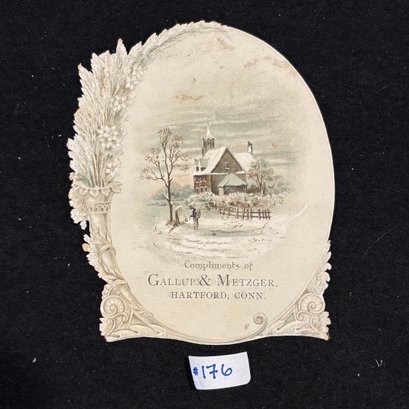 Compliments of
GALLUP & METZGER,
HARTFORD, CONN.
#176